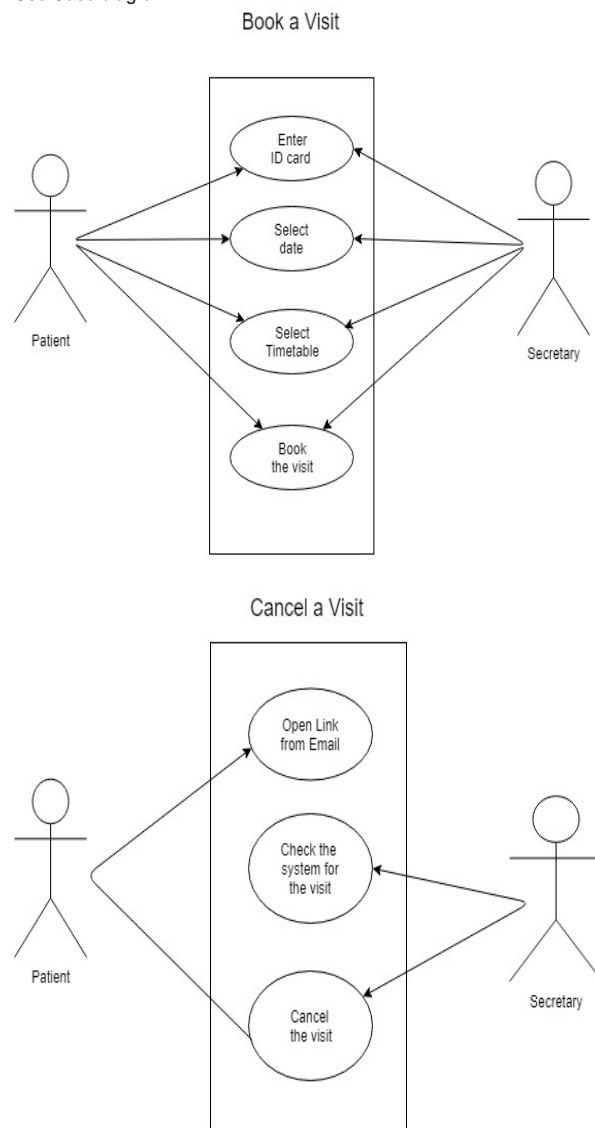 Book a Visit
Enter
ID card
Select
date
Select
Timetable
Book
the visit
Patient
Secretary
Cancel a Visit
Open Link
from Email
Check the
system for
the visit
Cancel
the visit
Patient
Secretary